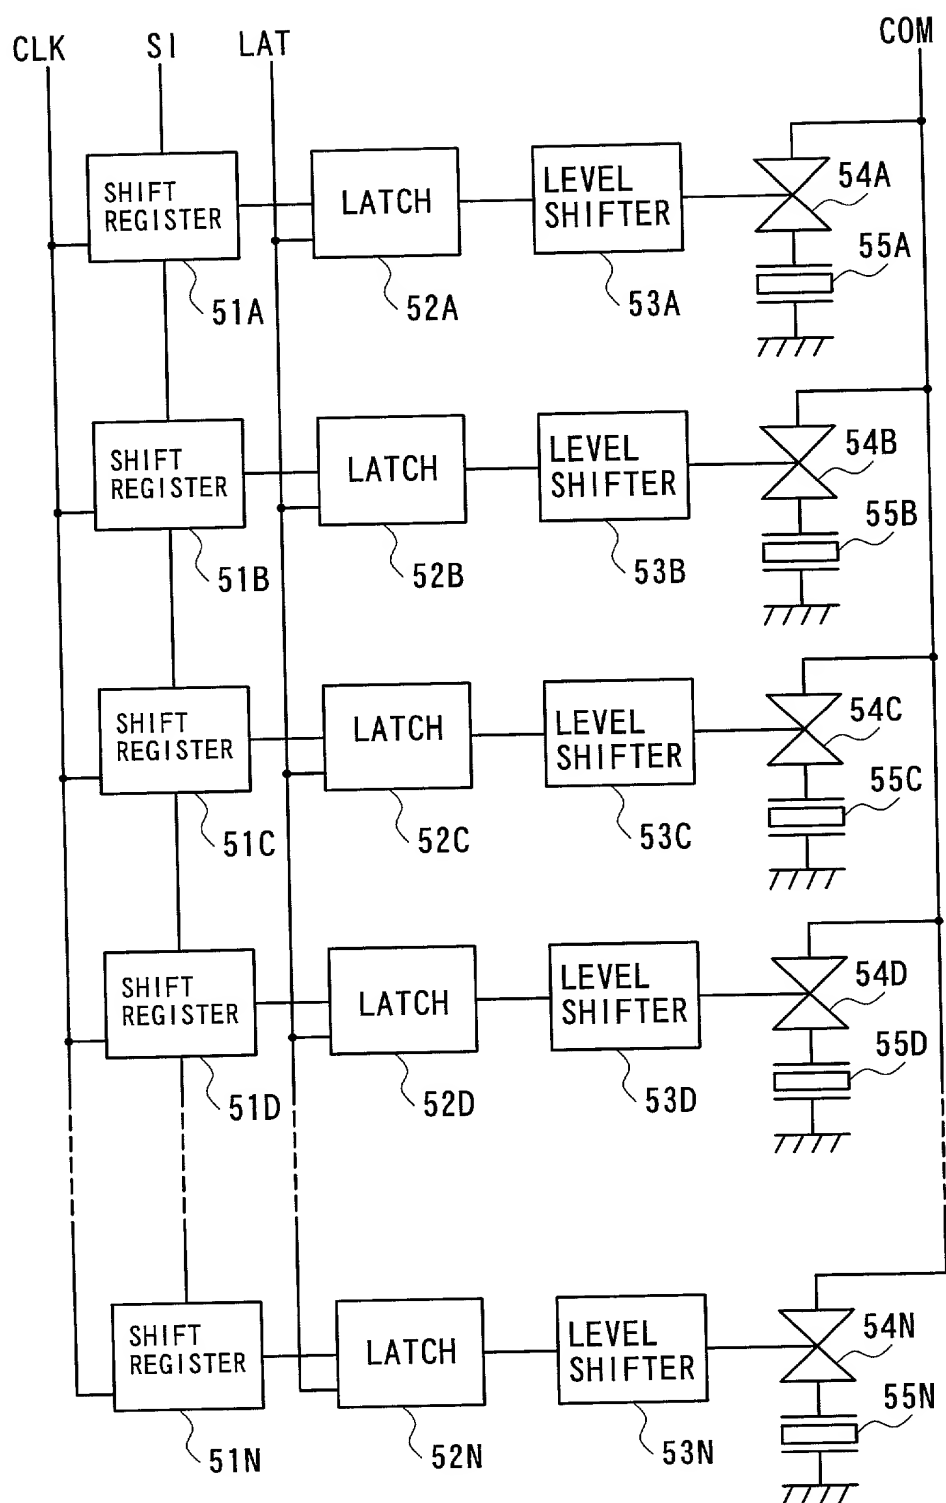 CLK SI LAT COM
SHIFT
REGISTER
LATCH
LEVEL
SHIFTER
54A
55A
51A
52A
53A
SHIFT
REGISTER
LATCH
LEVEL
SHIFTER
54B
55B
51B
52B
53B
SHIFT
REGISTER
LATCH
LEVEL
SHIFTER
54C
55C
51C
52C
53C
SHIFT
REGISTER
LATCH
LEVEL
SHIFTER
54D
55D
51D
52D
53D
SHIFT
REGISTER
LATCH
LEVEL
SHIFTER
54N
55N
51N
52N
53N